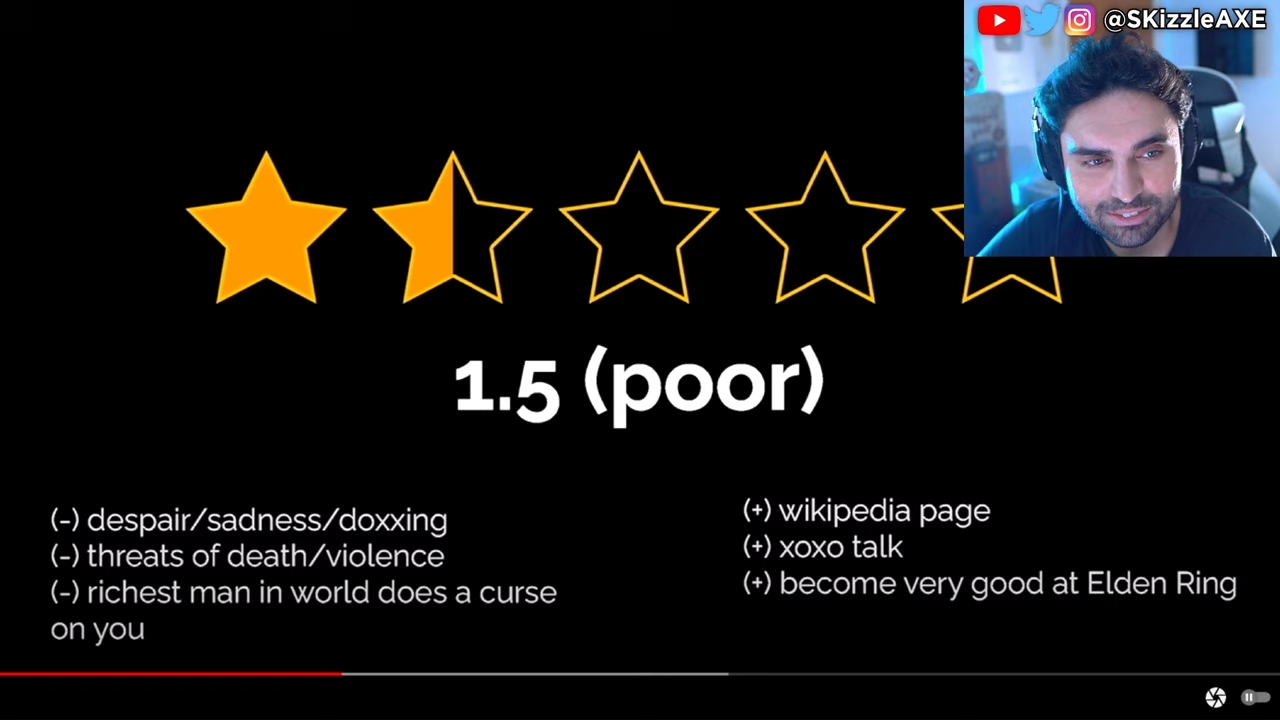 @SKizzleAXE
1.5 (poor)
(-) despair/sadness/doxxing
(-) threats of death/violence
(-) richest man in world does a curse
on you
(+) wikipedia page
(+) xoxo talk
(+) become very good at Elden Ring